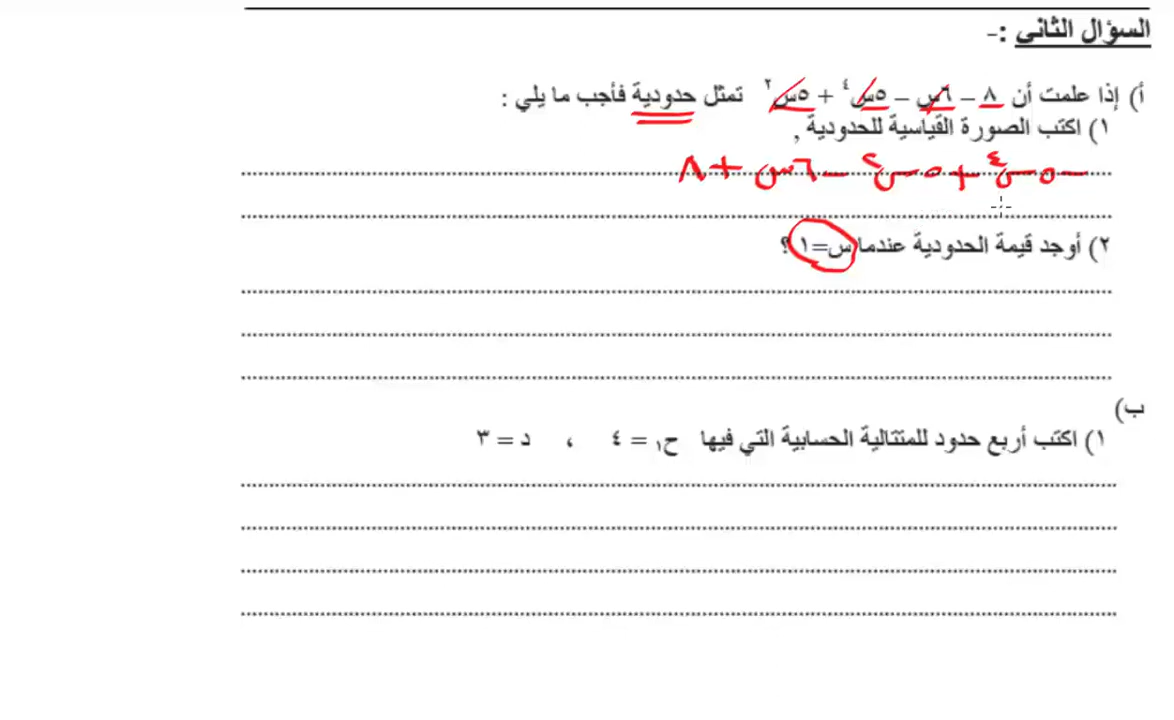 السؤال الثاني :-
أ) إذا علمت أن ٨ – ٦س – ٥س⁴ + ٥س² تمثل حدودية فأجب ما يلي :
١) اكتب الصورة القياسية للحدودية ,
-٥س٤ + ٥س٢ - ٦س + ٨
٢) أوجد قيمة الحدودية عندما س=١ ؟
ب)
١) اكتب أربع حدود للمتتالية الحسابية التي فيها ح١ = ٤ ، د = ٣